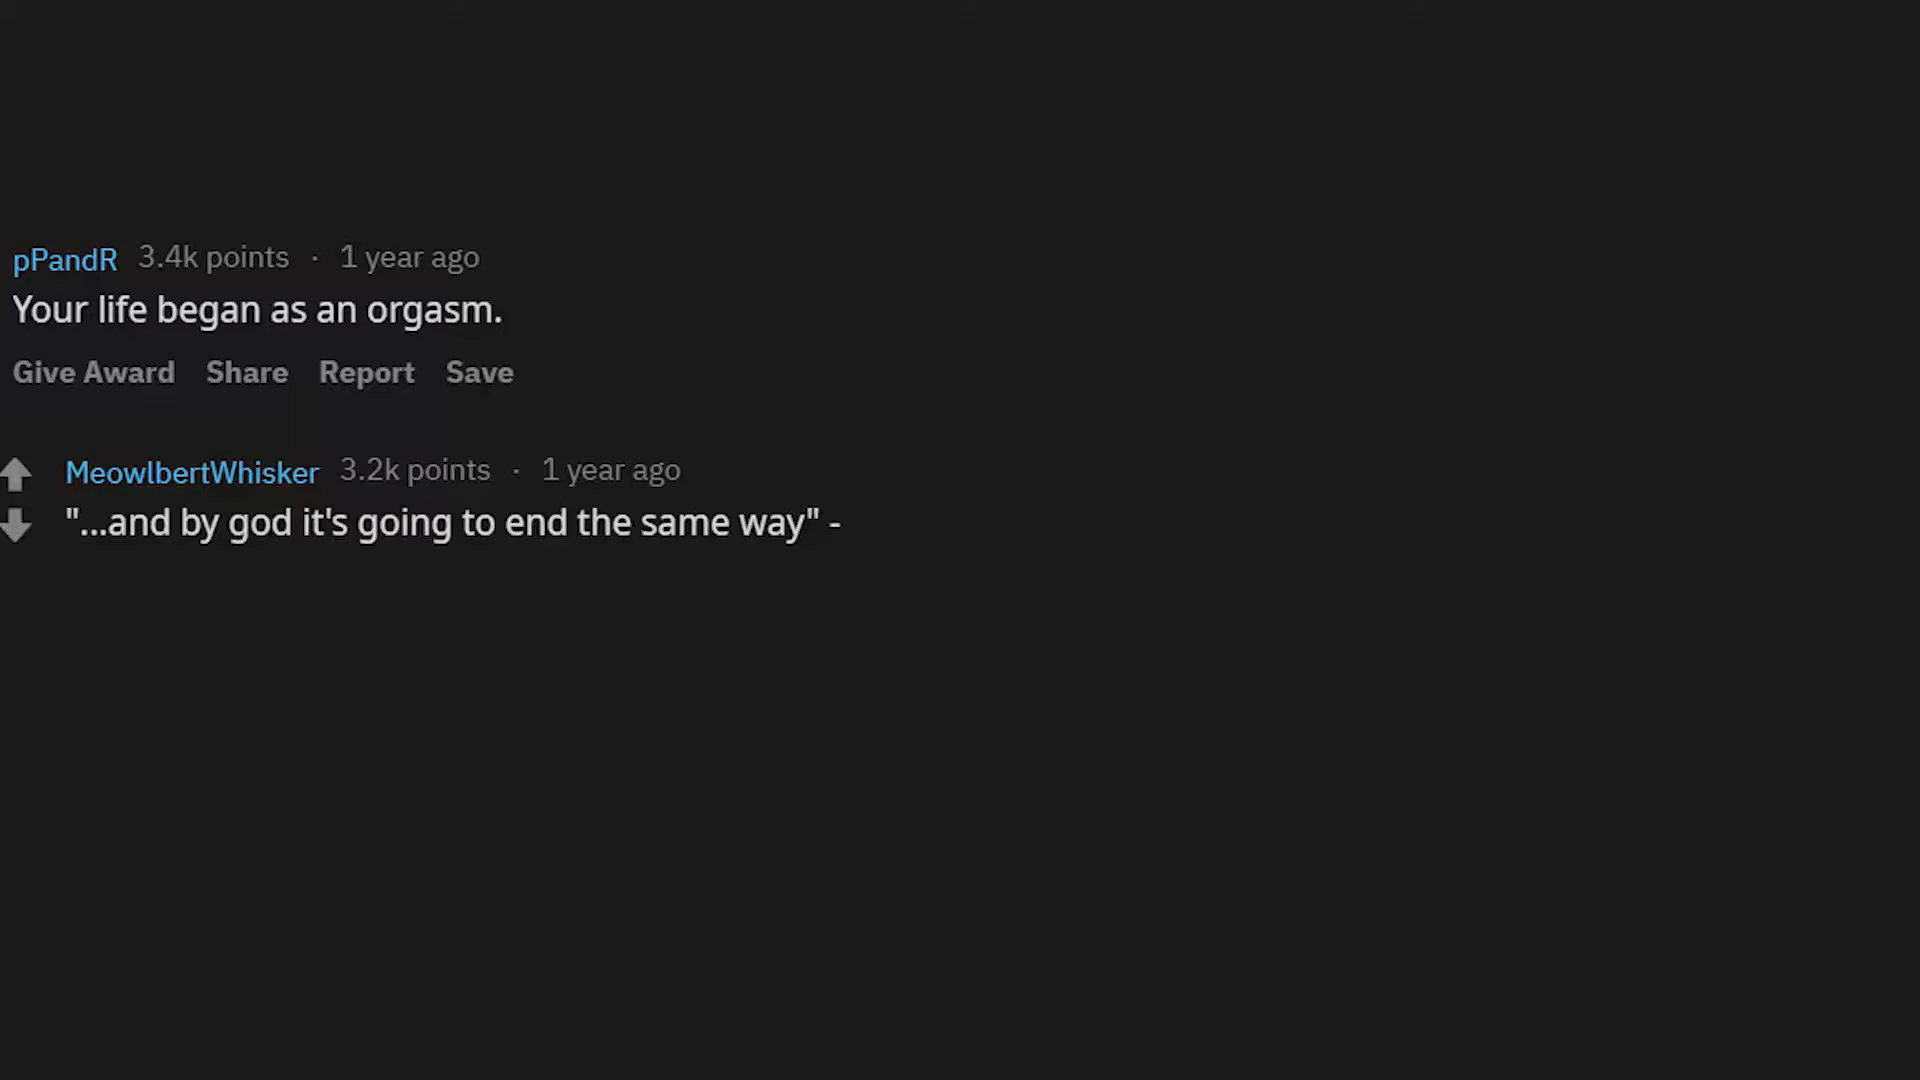 pPandR 3.4k points · 1 year ago
Your life began as an orgasm.
Give Award Share Report Save
MeowlbertWhisker 3.2k points · 1 year ago
"...and by god it's going to end the same way" -